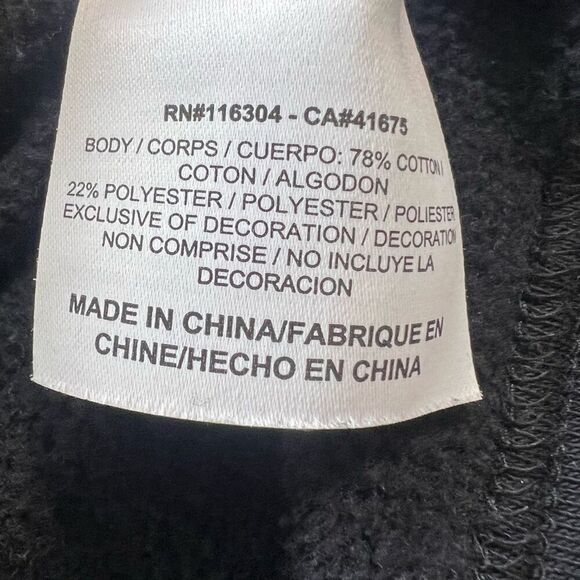 RN#116304 - CA#41675
BODY / CORPS / CUERPO: 78% COTTON /
COTON / ALGODON
22% POLYESTER / POLYESTER / POLIESTER
EXCLUSIVE OF DECORATION / DECORATION
NON COMPRISE / NO INCLUYE LA
DECORACION
MADE IN CHINA/FABRIQUE EN
CHINE/HECHO EN CHINA